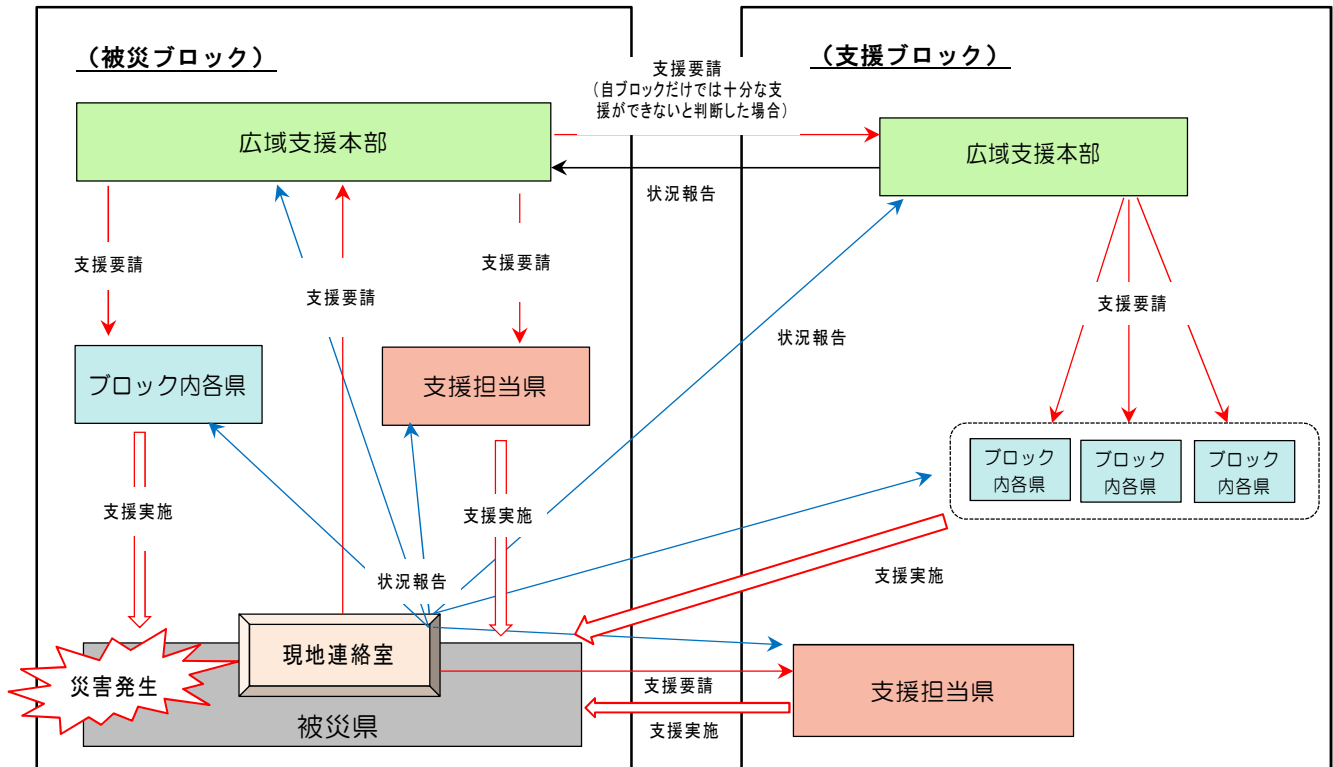 （被災ブロック）
支援要請
（自ブロックだけでは十分な支
援ができないと判断した場合）
（支援ブロック）
広域支援本部
広域支援本部
状況報告
支援要請
支援要請
支援要請
支援要請
状況報告
ブロック内各県
支援担当県
ブロック
内各県
ブロック
内各県
ブロック
内各県
支援実施
支援実施
状況報告
支援実施
現地連絡室
災害発生
被災県
支援要請
支援実施
支援担当県